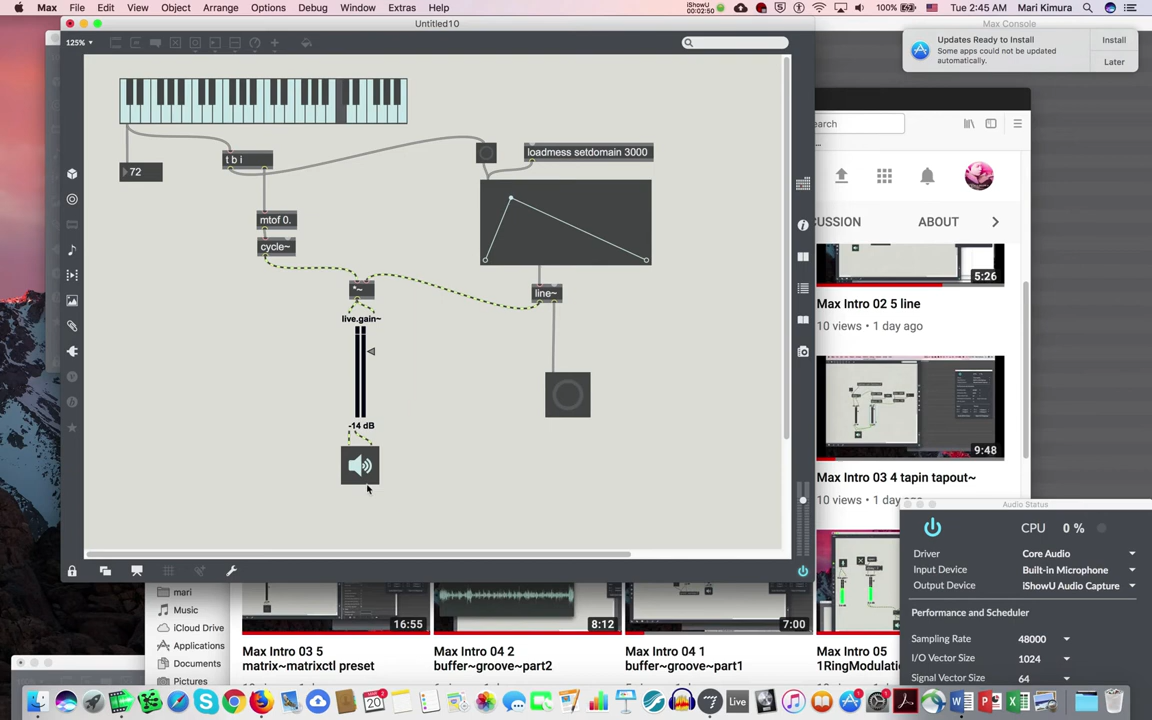 Max File Edit View Object Arrange Options Debug Window Extras Help
iShowU
00:02:50
100% Tue 2:45 AM Mari Kimura
Untitled10
Max Console
125%
Updates Ready to Install
Some apps could not be updated
automatically.
Install
Later
earch
t b i
72
loadmess setdomain 3000
mtof 0.
cycle~
*~
line~
live.gain~
-14 dB
CUSSION ABOUT
5:26
Max Intro 02 5 line
10 views • 1 day ago
9:48
Max Intro 03 4 tapin tapout~
10 views • 1 day ago
Audio Status
CPU 0 %
Driver Core Audio
Input Device Built-in Microphone
Output Device iShowU Audio Capture
Performance and Scheduler
Sampling Rate 48000
I/O Vector Size 1024
Signal Vector Size 64
mari
Music
iCloud Drive
Applications
Documents
Pictures
16:55
8:12
7:00
Max Intro 03 5
matrix~matrixctl preset
Max Intro 04 2
buffer~groove~part2
Max Intro 04 1
buffer~groove~part1
Max Intro 05
1RingModulati
20
Live